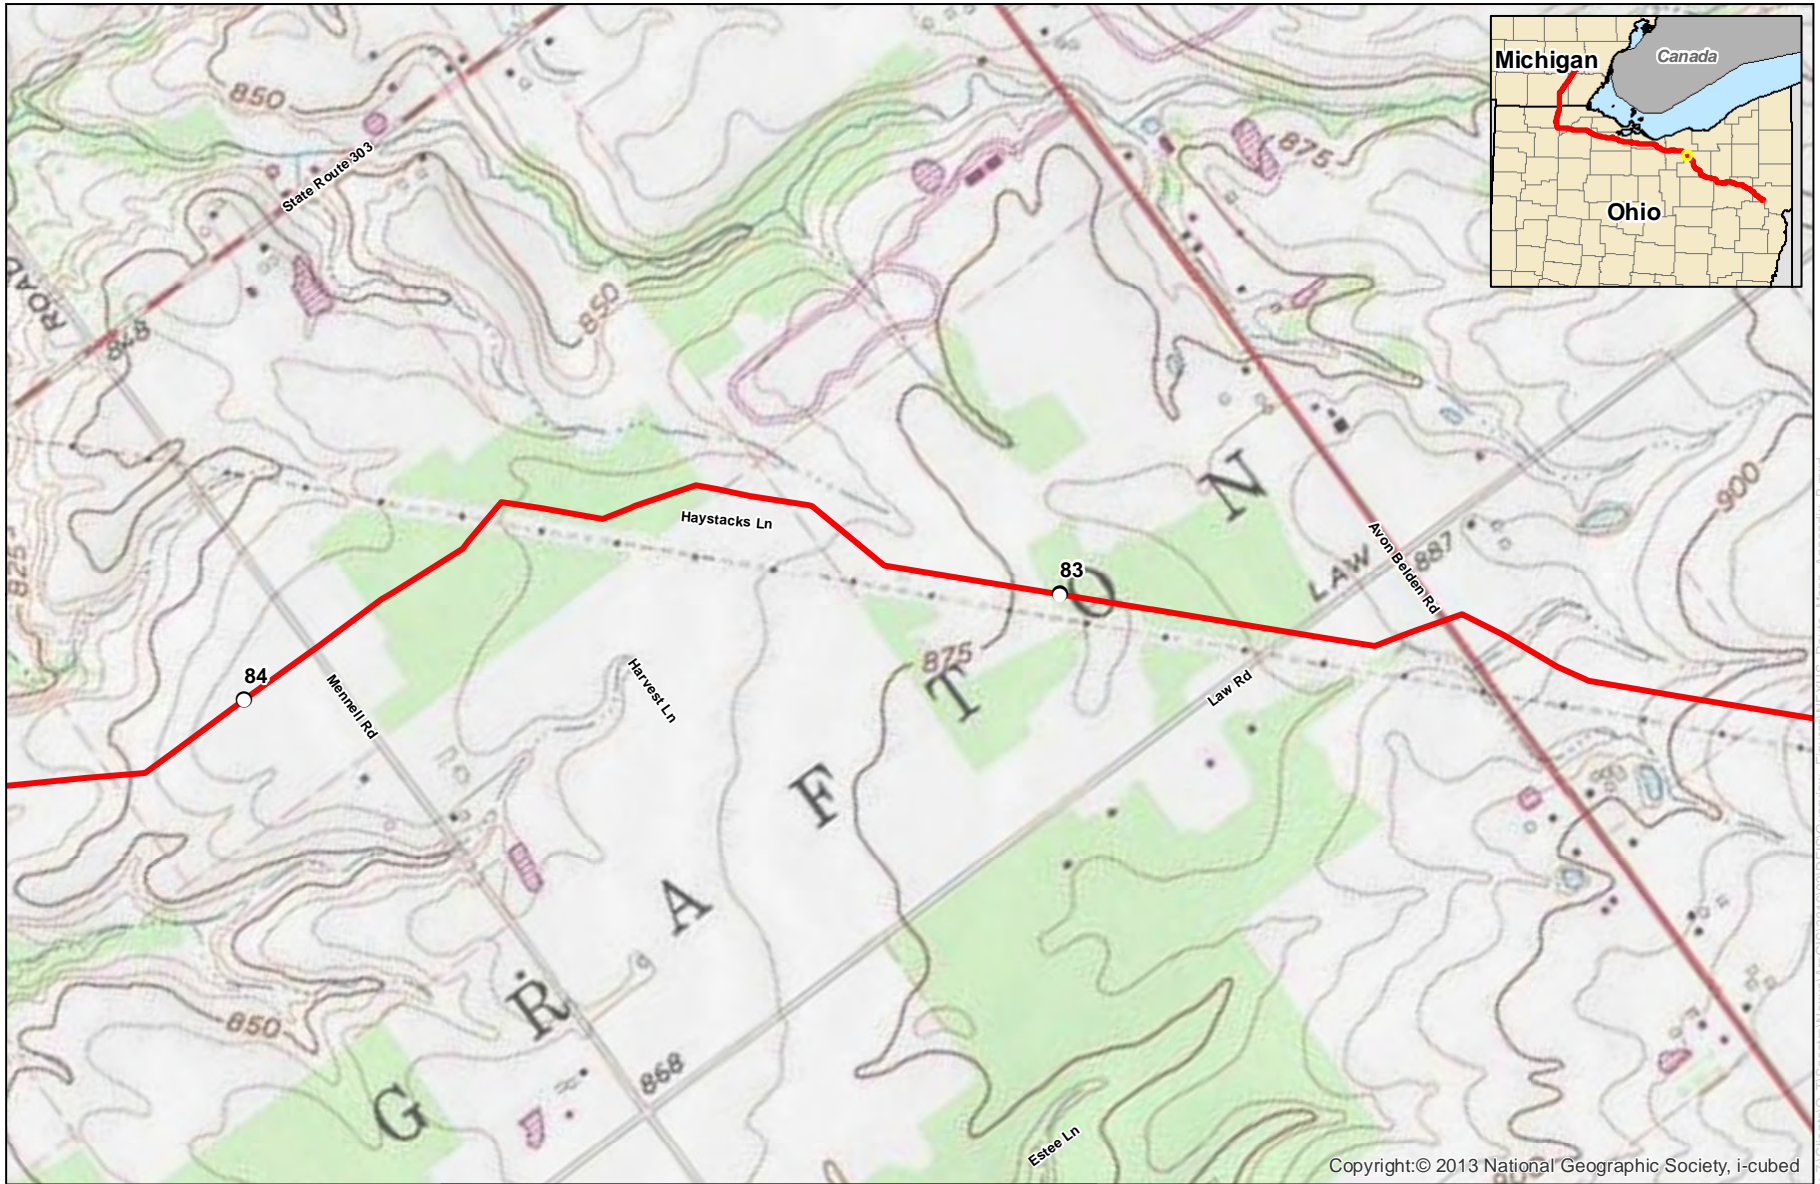 Michigan
Canada
Ohio
850
875
State Route 303
ROAD
848
850
N
900
Haystacks Ln
LAW
887
Avon Belden Rd
825
83
O
875
84
Mennell Rd
Harvest Ln
T
Law Rd
F
A
R
850
868
G
Estee Ln
Copyright:© 2013 National Geographic Society, i-cubed